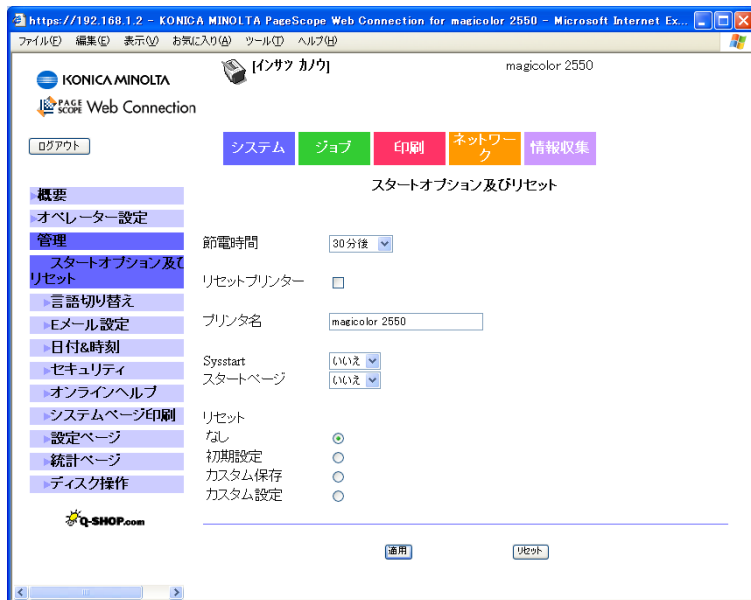 https://192.168.1.2 - KONICA MINOLTA PageScope Web Connection for magicolor 2550 - Microsoft Internet Ex...
ファイル(F) 編集(E) 表示(V) お気に入り(A) ツール(T) ヘルプ(H)
KONICA MINOLTA
[インサツ カノウ]
magicolor 2550
PAGE SCOPE Web Connection
ログアウト
システム
ジョブ
印刷
ネットワーク
情報収集
スタートオプション及びリセット
概要
オペレーター設定
管理
スタートオプション及び
リセット
言語切り替え
Eメール設定
日付&時刻
セキュリティ
オンラインヘルプ
システムページ印刷
設定ページ
統計ページ
ディスク操作
Q-SHOP.com
節電時間 30分後
リセットプリンター
プリンタ名 magicolor 2550
Sysstart いいえ
スタートページ いいえ
リセット
なし
初期設定
カスタム保存
カスタム設定
適用 リセット